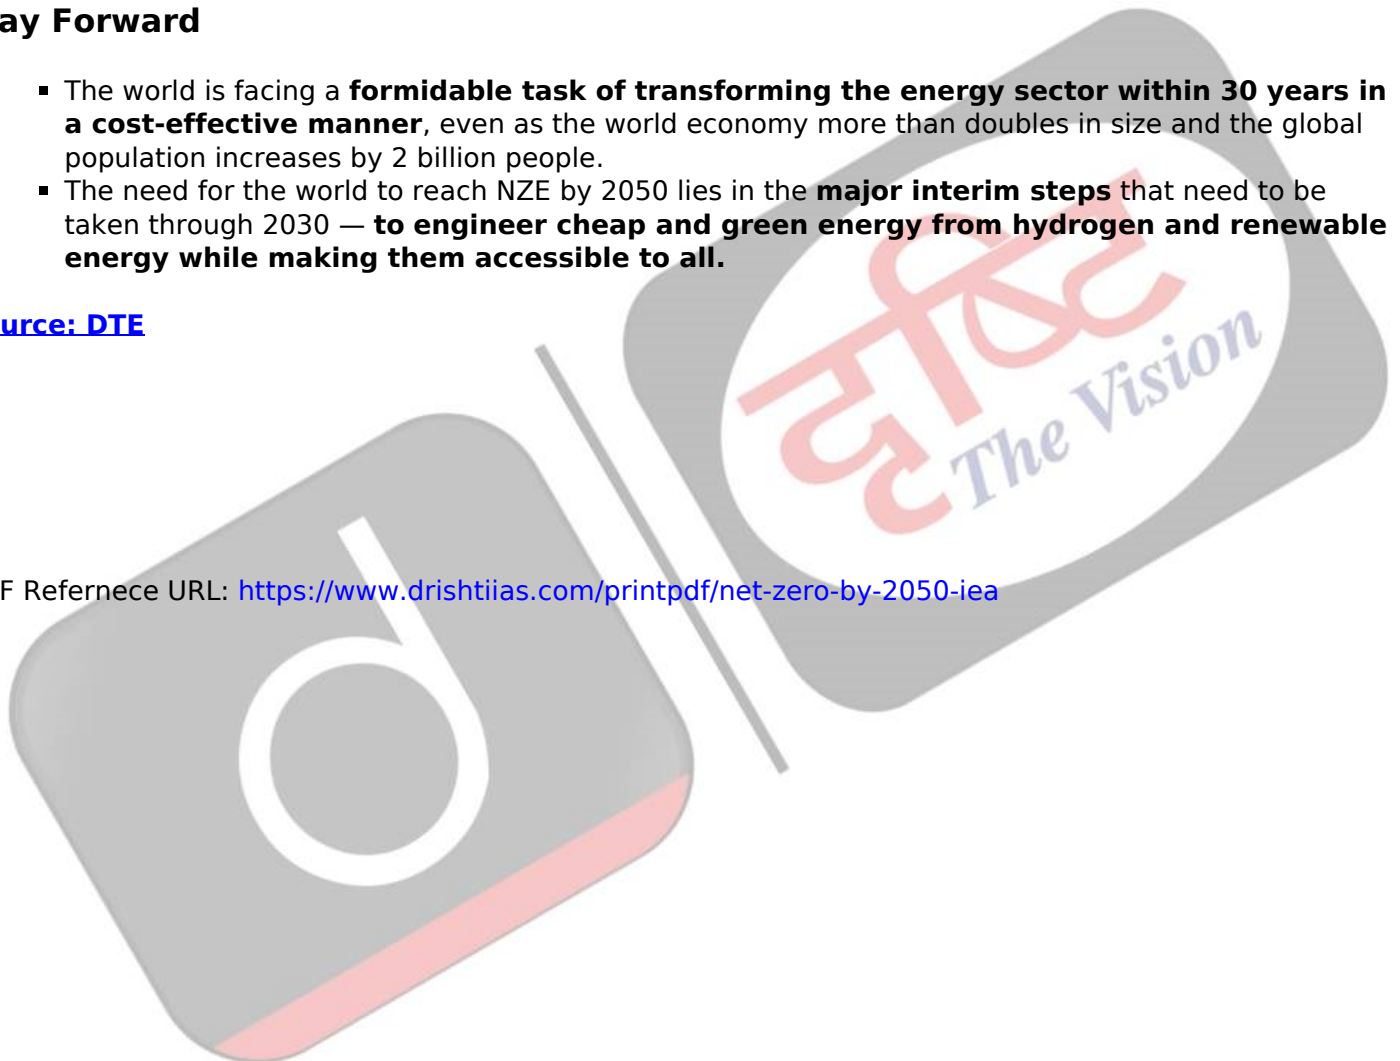 ay Forward
The world is facing a formidable task of transforming the energy sector within 30 years in
a cost-effective manner, even as the world economy more than doubles in size and the global
population increases by 2 billion people.
The need for the world to reach NZE by 2050 lies in the major interim steps that need to be
taken through 2030 — to engineer cheap and green energy from hydrogen and renewable
energy while making them accessible to all.
urce: DTE
दृष्टि
The Vision
d
F Refernece URL: https://www.drishtiias.com/printpdf/net-zero-by-2050-iea